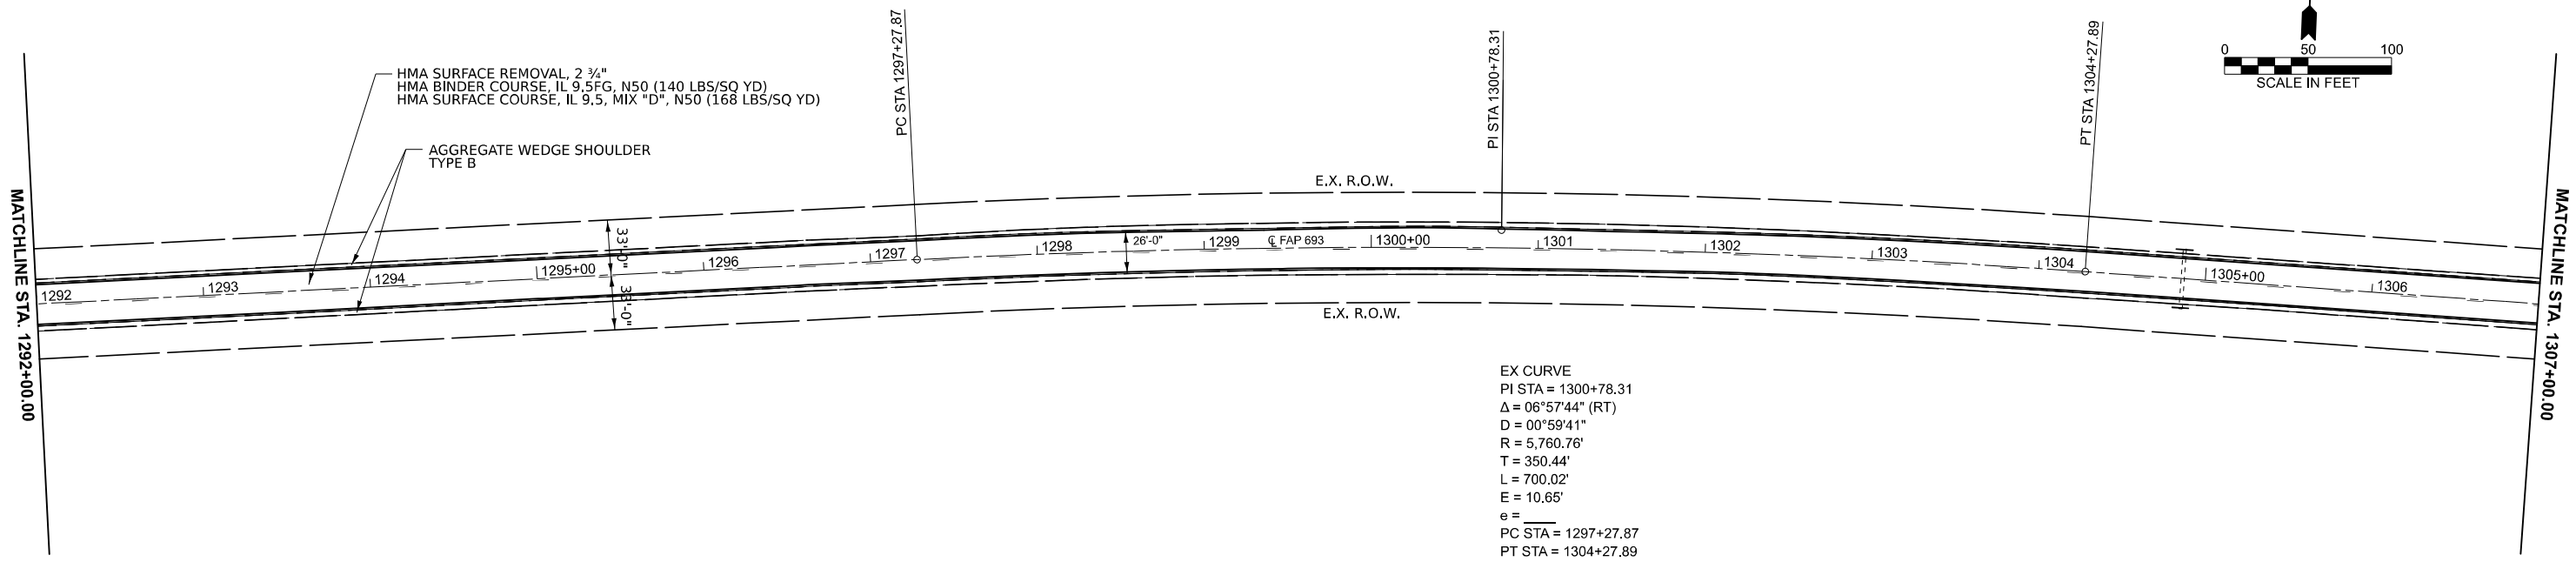 HMA SURFACE REMOVAL, 2 ¾"
HMA BINDER COURSE, IL 9.5FG, N50 (140 LBS/SQ YD)
HMA SURFACE COURSE, IL 9.5, MIX "D", N50 (168 LBS/SQ YD)
AGGREGATE WEDGE SHOULDER
TYPE B
PC STA 1297+27.87
PI STA 1300+78.31
PT STA 1304+27.89
0 50 100
SCALE IN FEET
MATCHLINE STA. 1292+00.00
E.X. R.O.W.
33'-0"
33'-0"
26'-0"
1292
1293
1294
1295+00
1296
1297
1298
1299
℄ FAP 693
1300+00
1301
1302
1303
1304
1305+00
1306
E.X. R.O.W.
MATCHLINE STA. 1307+00.00
EX CURVE
PI STA = 1300+78.31
Δ = 06°57'44" (RT)
D = 00°59'41"
R = 5,760.76'
T = 350.44'
L = 700.02'
E = 10.65'
e = ____
PC STA = 1297+27.87
PT STA = 1304+27.89